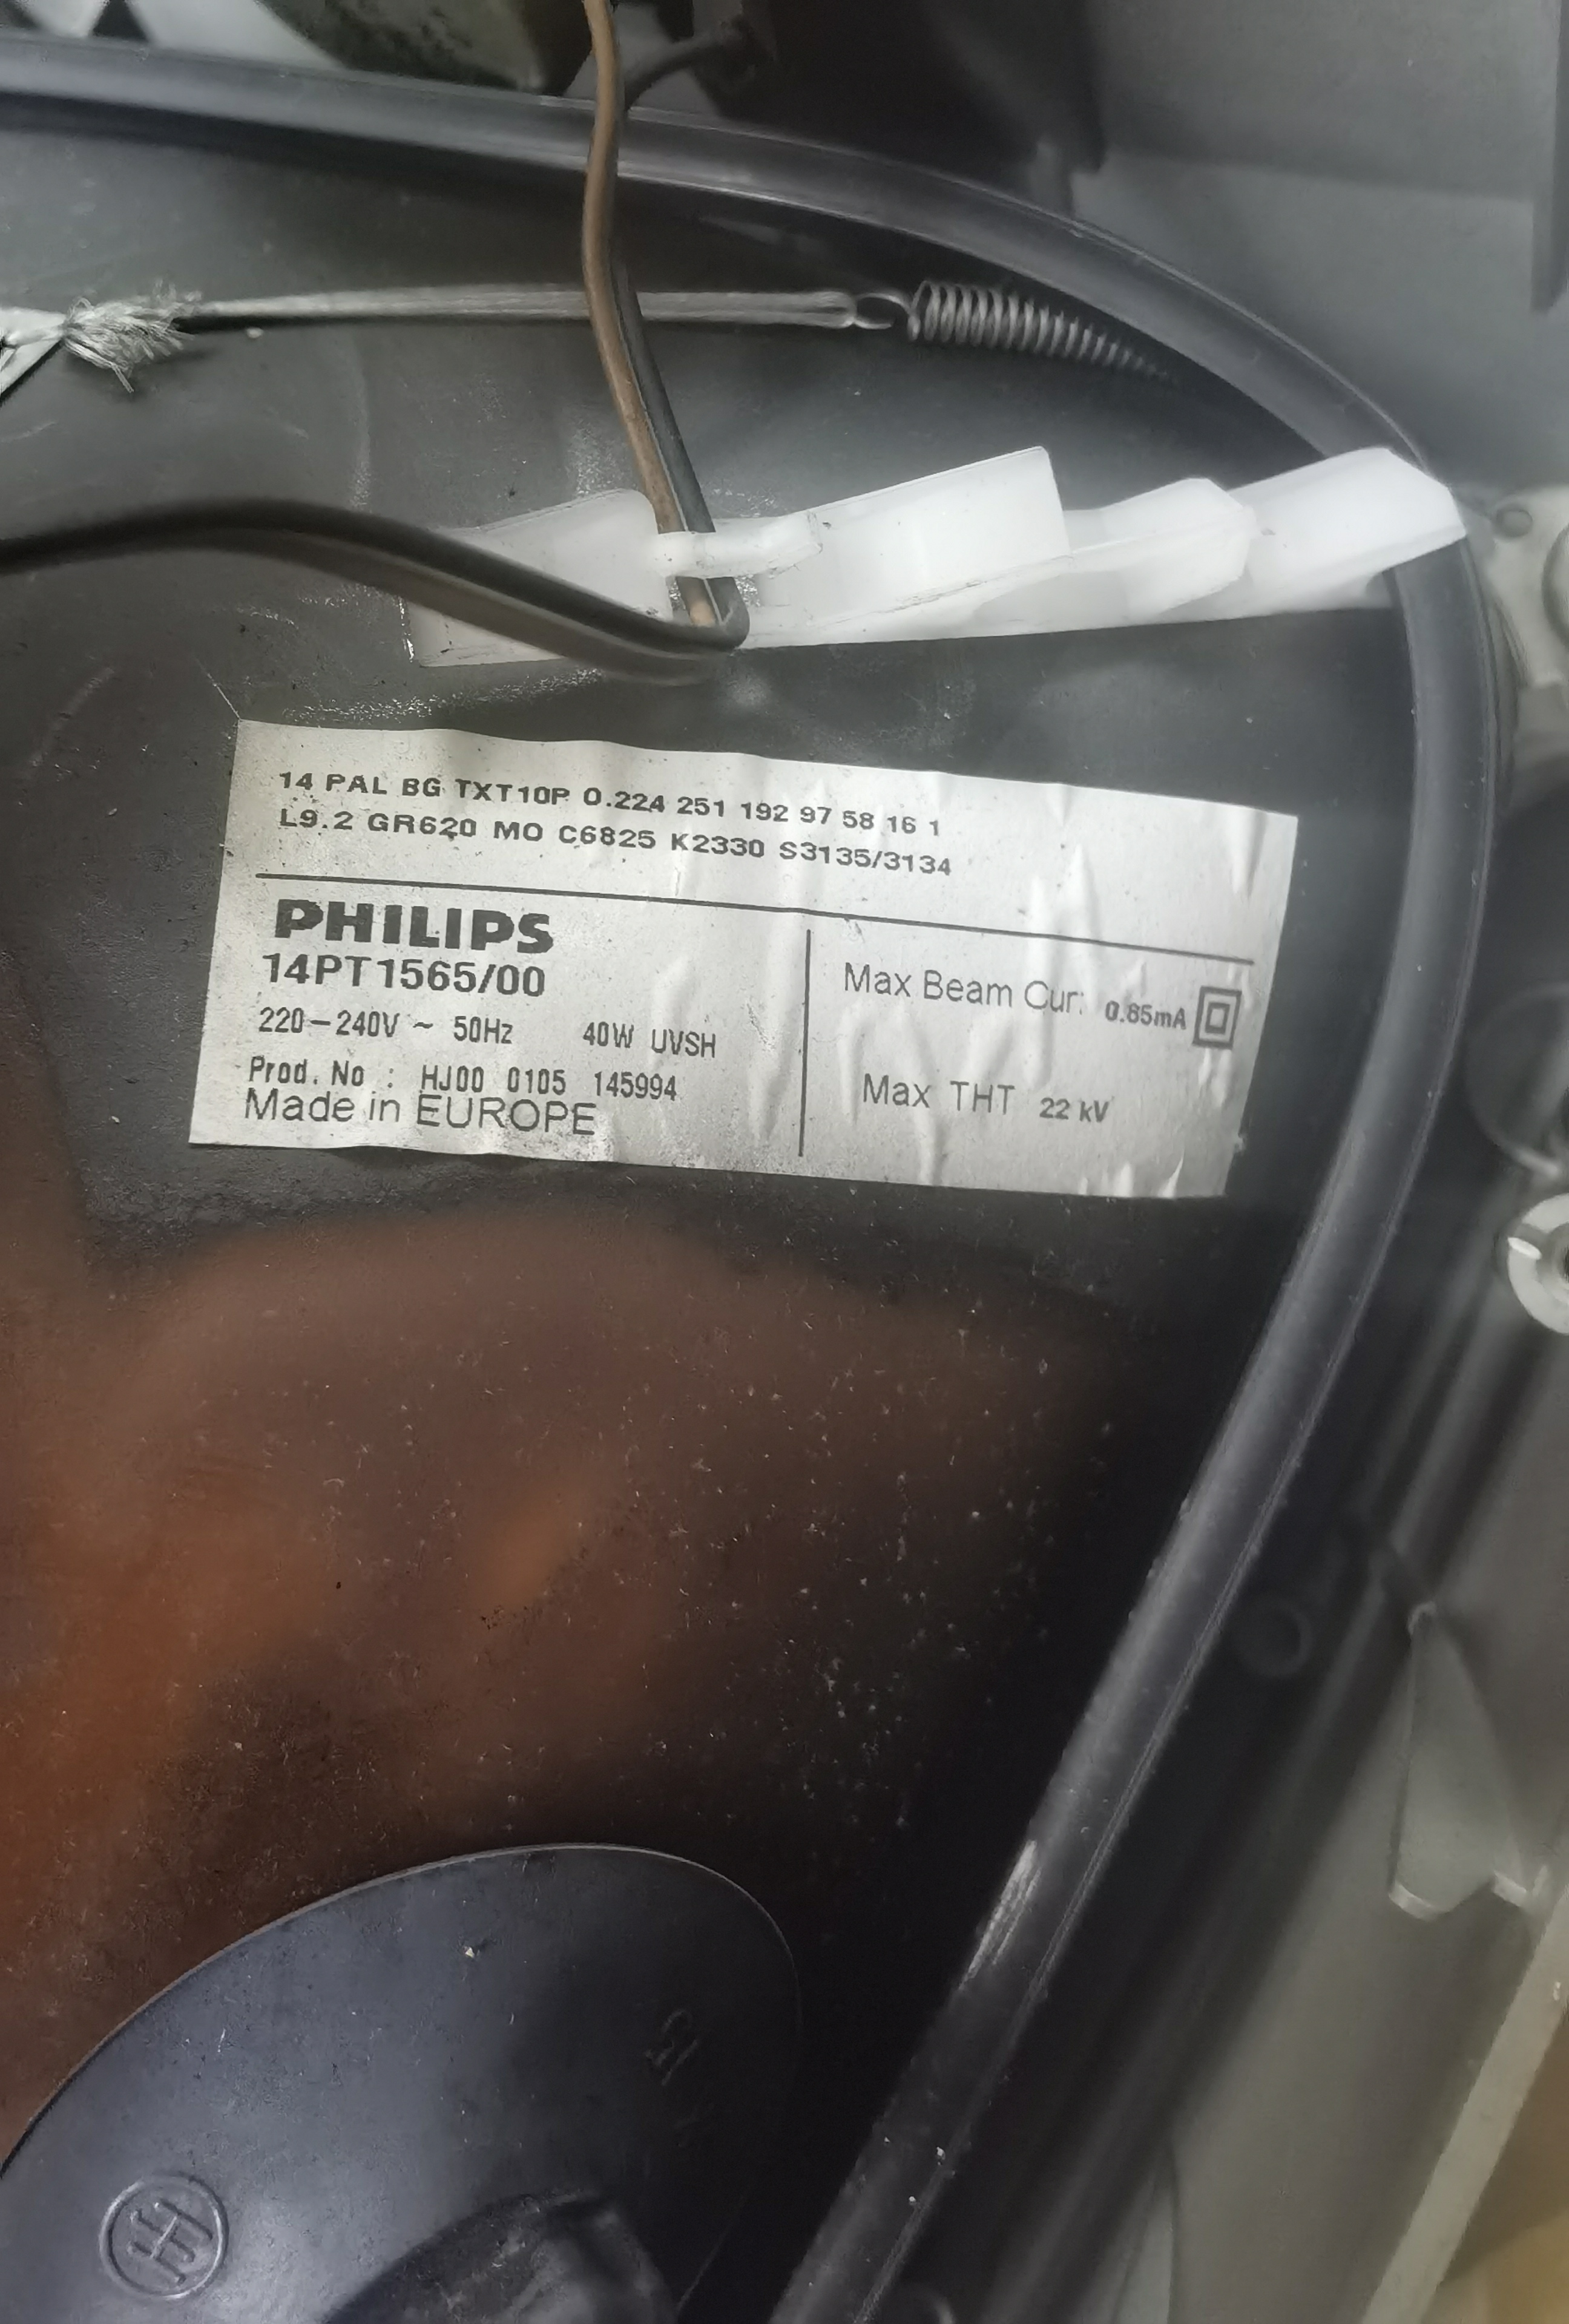 14 PAL BG TXT10P 0.224 251 192 97 58 16 1
L9.2 GR620 MO C6825 K2330 S3135/3134
PHILIPS
14PT1565/00
220-240V ~ 50Hz 40W UVSH
Prod. No : HJ00 0105 145994
Made in EUROPE
Max Beam Cur: 0.85mA
Max THT 22 kV
H